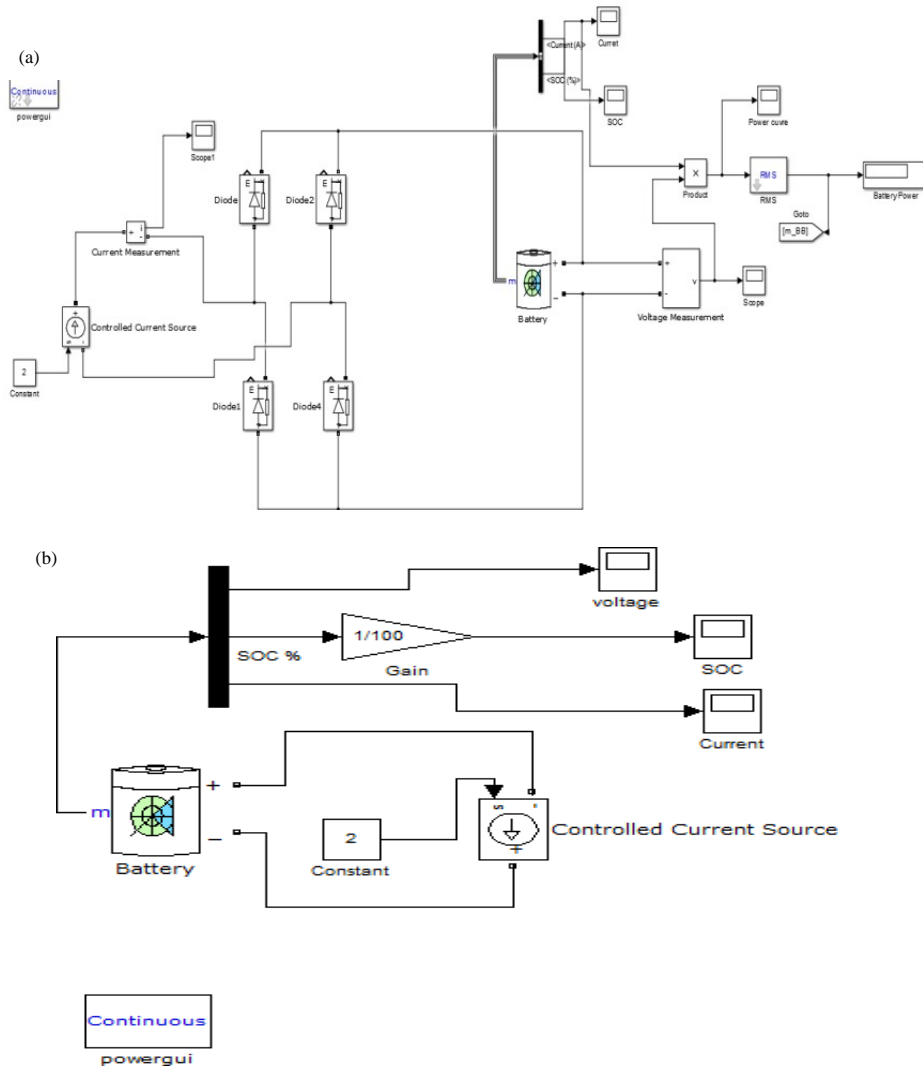 (a)
Continuous
powergui
Scope1
+
i
-
Current Measurement
+
Controlled Current Source
s
-
2
Constant
E
Diode
E
Diode2
E
Diode1
E
Diode4
<Current(A)>
<SOC (%)>
Curret
SOC
Power cuvre
X
Product
RMS
RMS
Battery Power
Goto
[m_BB]
m
+
-
Battery
+
-
v
Voltage Measurement
Scope
(b)
voltage
SOC %
1/100
Gain
SOC
Current
m
+
-
Battery
2
Constant
s
-
+
Controlled Current Source
Continuous
powergui